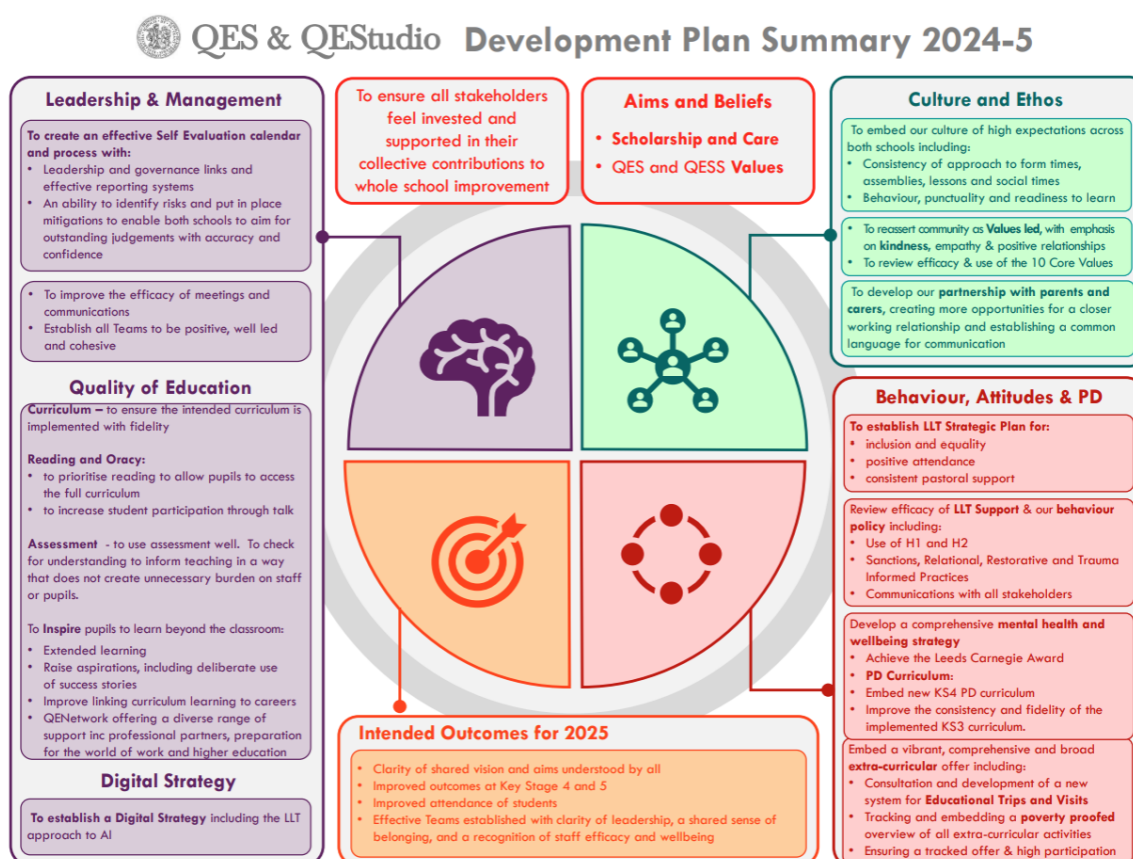 QES & QEStudio Development Plan Summary 2024-5
Leadership & Management
To create an effective Self Evaluation calendar
and process with:
• Leadership and governance links and
effective reporting systems
• An ability to identify risks and put in place
mitigations to enable both schools to aim for
outstanding judgements with accuracy and
confidence
• To improve the efficacy of meetings and
communications
• Establish all Teams to be positive, well led
and cohesive
Quality of Education
Curriculum – to ensure the intended curriculum is
implemented with fidelity
Reading and Oracy:
• to prioritise reading to allow pupils to access
the full curriculum
• to increase student participation through talk
Assessment - to use assessment well. To check
for understanding to inform teaching in a way
that does not create unnecessary burden on staff
or pupils.
To Inspire pupils to learn beyond the classroom:
• Extended learning
• Raise aspirations, including deliberate use
of success stories
• Improve linking curriculum learning to careers
• QENetwork offering a diverse range of
support inc professional partners, preparation
for the world of work and higher education
Digital Strategy
To establish a Digital Strategy including the LLT
approach to AI
To ensure all stakeholders
feel invested and
supported in their
collective contributions to
whole school improvement
Aims and Beliefs
• Scholarship and Care
• QES and QESS Values
Culture and Ethos
To embed our culture of high expectations across
both schools including:
• Consistency of approach to form times,
assemblies, lessons and social times
• Behaviour, punctuality and readiness to learn
• To reassert community as Values led, with emphasis
on kindness, empathy & positive relationships
• To review efficacy & use of the 10 Core Values
To develop our partnership with parents and
carers, creating more opportunities for a closer
working relationship and establishing a common
language for communication
Behaviour, Attitudes & PD
To establish LLT Strategic Plan for:
• inclusion and equality
• positive attendance
• consistent pastoral support
Review efficacy of LLT Support & our behaviour
policy including:
• Use of H1 and H2
• Sanctions, Relational, Restorative and Trauma
Informed Practices
• Communications with all stakeholders
Develop a comprehensive mental health and
wellbeing strategy
• Achieve the Leeds Carnegie Award
• PD Curriculum:
• Embed new KS4 PD curriculum
• Improve the consistency and fidelity of the
implemented KS3 curriculum.
Embed a vibrant, comprehensive and broad
extra-curricular offer including:
• Consultation and development of a new
system for Educational Trips and Visits
• Tracking and embedding a poverty proofed
overview of all extra-curricular activities
• Ensuring a tracked offer & high participation
Intended Outcomes for 2025
• Clarity of shared vision and aims understood by all
• Improved outcomes at Key Stage 4 and 5
• Improved attendance of students
• Effective Teams established with clarity of leadership, a shared sense of
belonging, and a recognition of staff efficacy and wellbeing